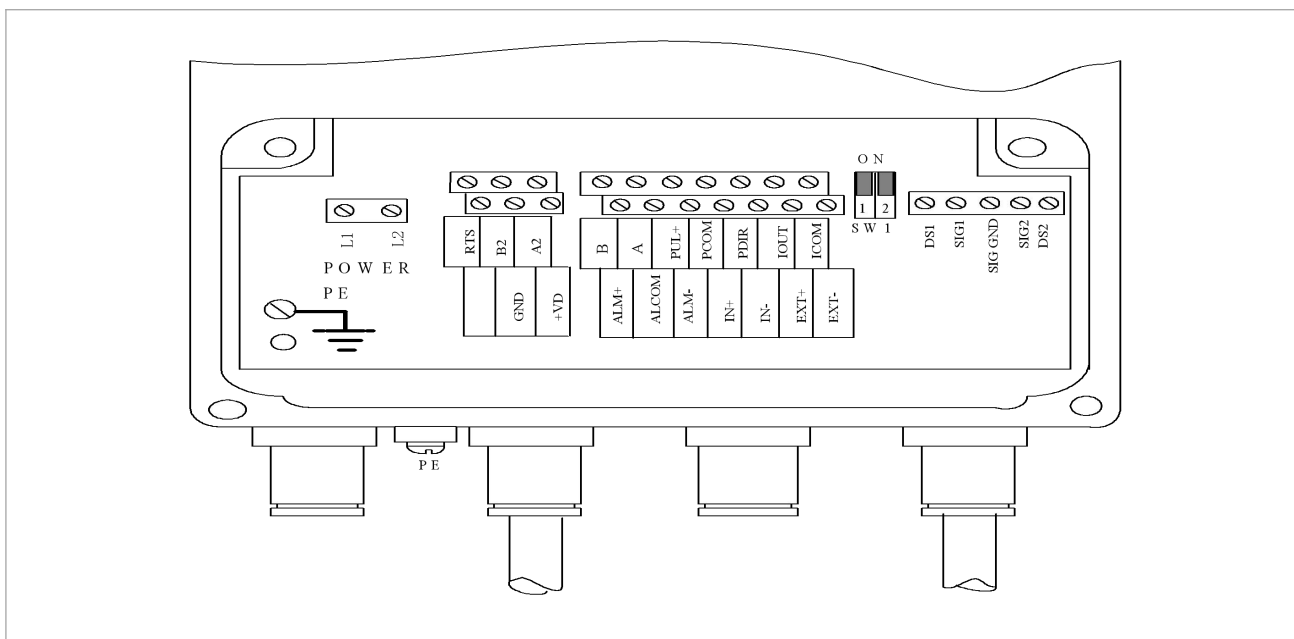 ON
1 2
SW1
L1 L2
POWER
PE
RTS B2 A2
GND +VD
B A PUL+ PCOM PDIR IOUT ICOM
ALM+ ALCOM ALM- IN+ IN- EXT+ EXT-
DS1 SIG1 SIG GND SIG2 DS2
PE